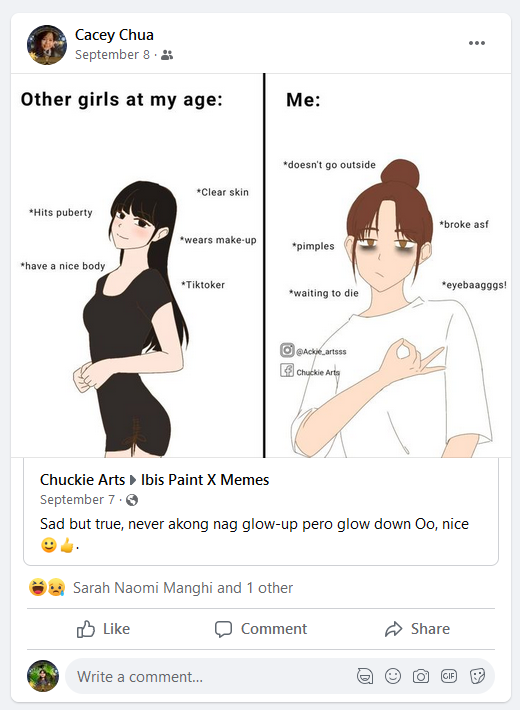 Cacey Chua
September 8 ·
Other girls at my age:
Me:
*Clear skin
*Hits puberty
*wears make-up
*have a nice body
*Tiktoker
*doesn't go outside
*broke asf
*pimples
*eyebaagggs!
*waiting to die
@Ackie_artsss
Chuckie Arts
Chuckie Arts Ibis Paint X Memes
September 7 ·
Sad but true, never akong nag glow-up pero glow down Oo, nice
🙂👍.
Sarah Naomi Manghi and 1 other
Like Comment Share
Write a comment... GIF